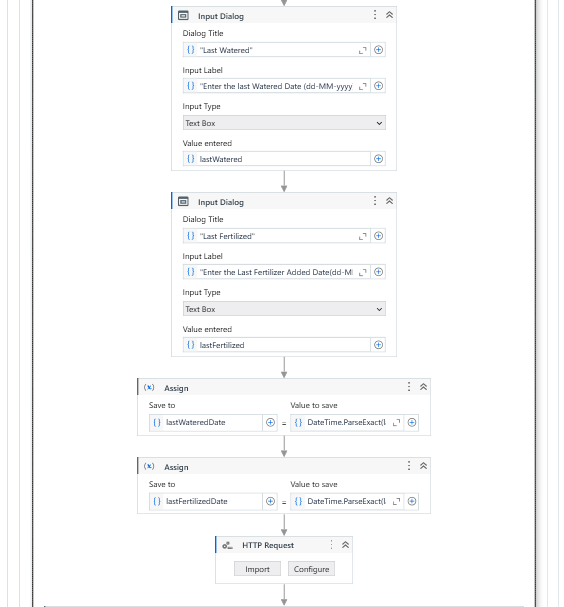 Input Dialog
Dialog Title
"Last Watered"
Input Label
"Enter the last Watered Date (dd-MM-yyyy
Input Type
Text Box
Value entered
lastWatered
Input Dialog
Dialog Title
"Last Fertilized"
Input Label
"Enter the Last Fertilizer Added Date(dd-M
Input Type
Text Box
Value entered
lastFertilized
Assign
Save to Value to save
lastWateredDate = DateTime.ParseExact(l
Assign
Save to Value to save
lastFertilizedDate = DateTime.ParseExact(l
HTTP Request
Import Configure